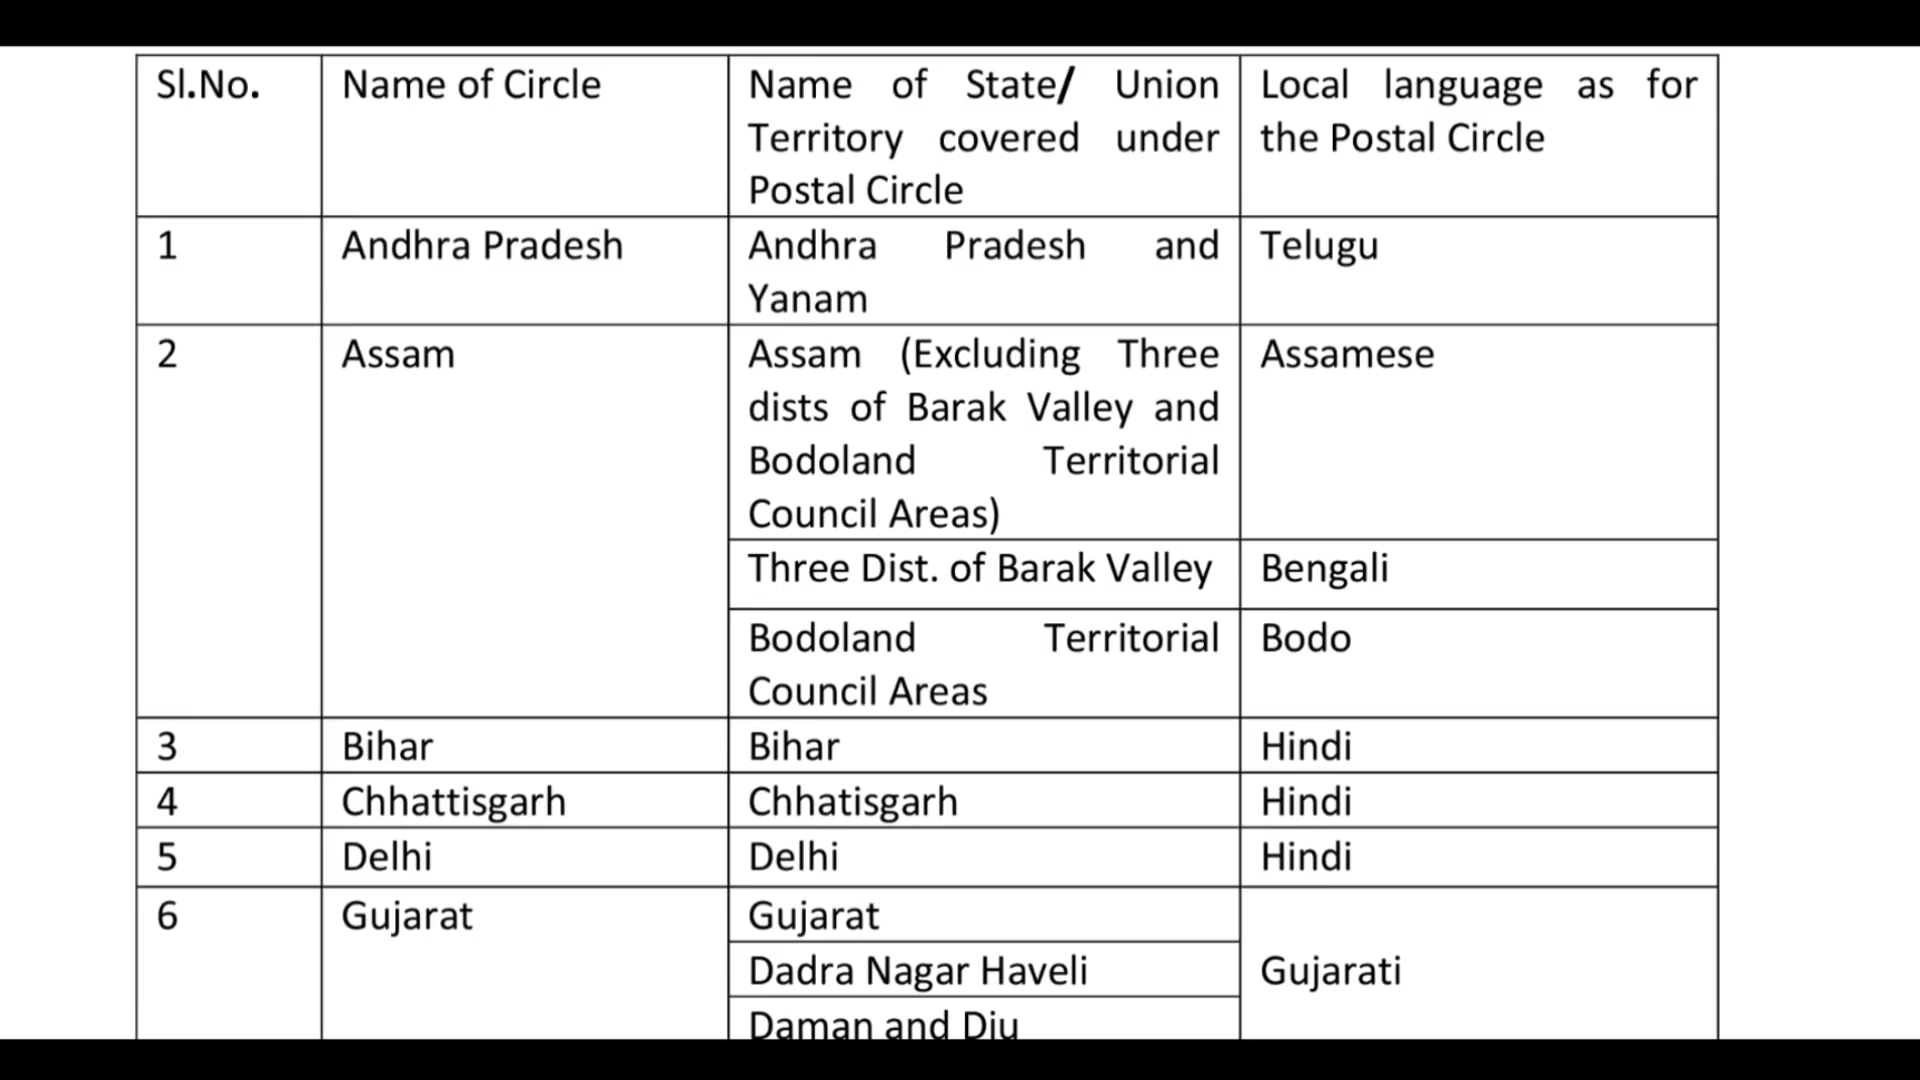 Sl.No.
Name of Circle
Name of State/ Union
Territory covered under
Postal Circle
Local language as for
the Postal Circle
1
Andhra Pradesh
Andhra Pradesh and
Yanam
Telugu
2
Assam
Assam (Excluding Three
dists of Barak Valley and
Bodoland Territorial
Council Areas)
Assamese
Three Dist. of Barak Valley
Bengali
Bodoland Territorial
Council Areas
Bodo
3
Bihar
Bihar
Hindi
4
Chhattisgarh
Chhatisgarh
Hindi
5
Delhi
Delhi
Hindi
6
Gujarat
Gujarat
Dadra Nagar Haveli
Gujarati
Daman and Diu